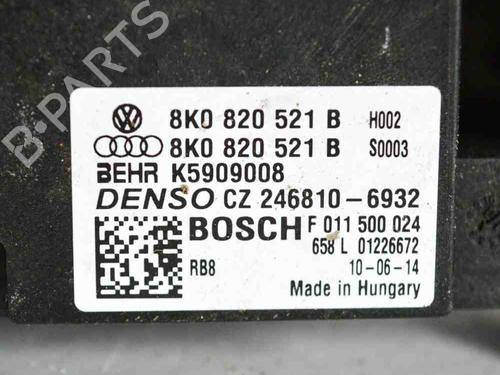 B-PARTS
8K0 820 521 B H002
8K0 820 521 B S0003
BEHR K5909008
DENSO CZ 246810-6932
BOSCH F 011 500 024
658 L 01226672
RB8 10-06-14
Made in Hungary